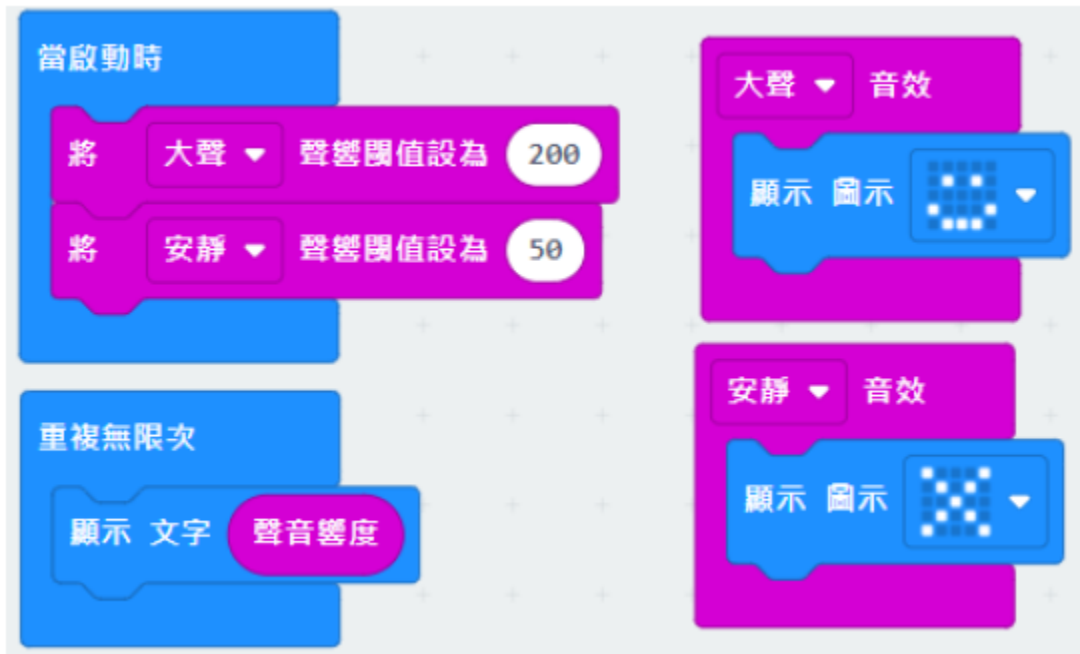 當啟動時
將 大聲 聲響閾值設為 200
將 安靜 聲響閾值設為 50
重複無限次
顯示 文字 聲音響度
大聲 音效
顯示 圖示
安靜 音效
顯示 圖示